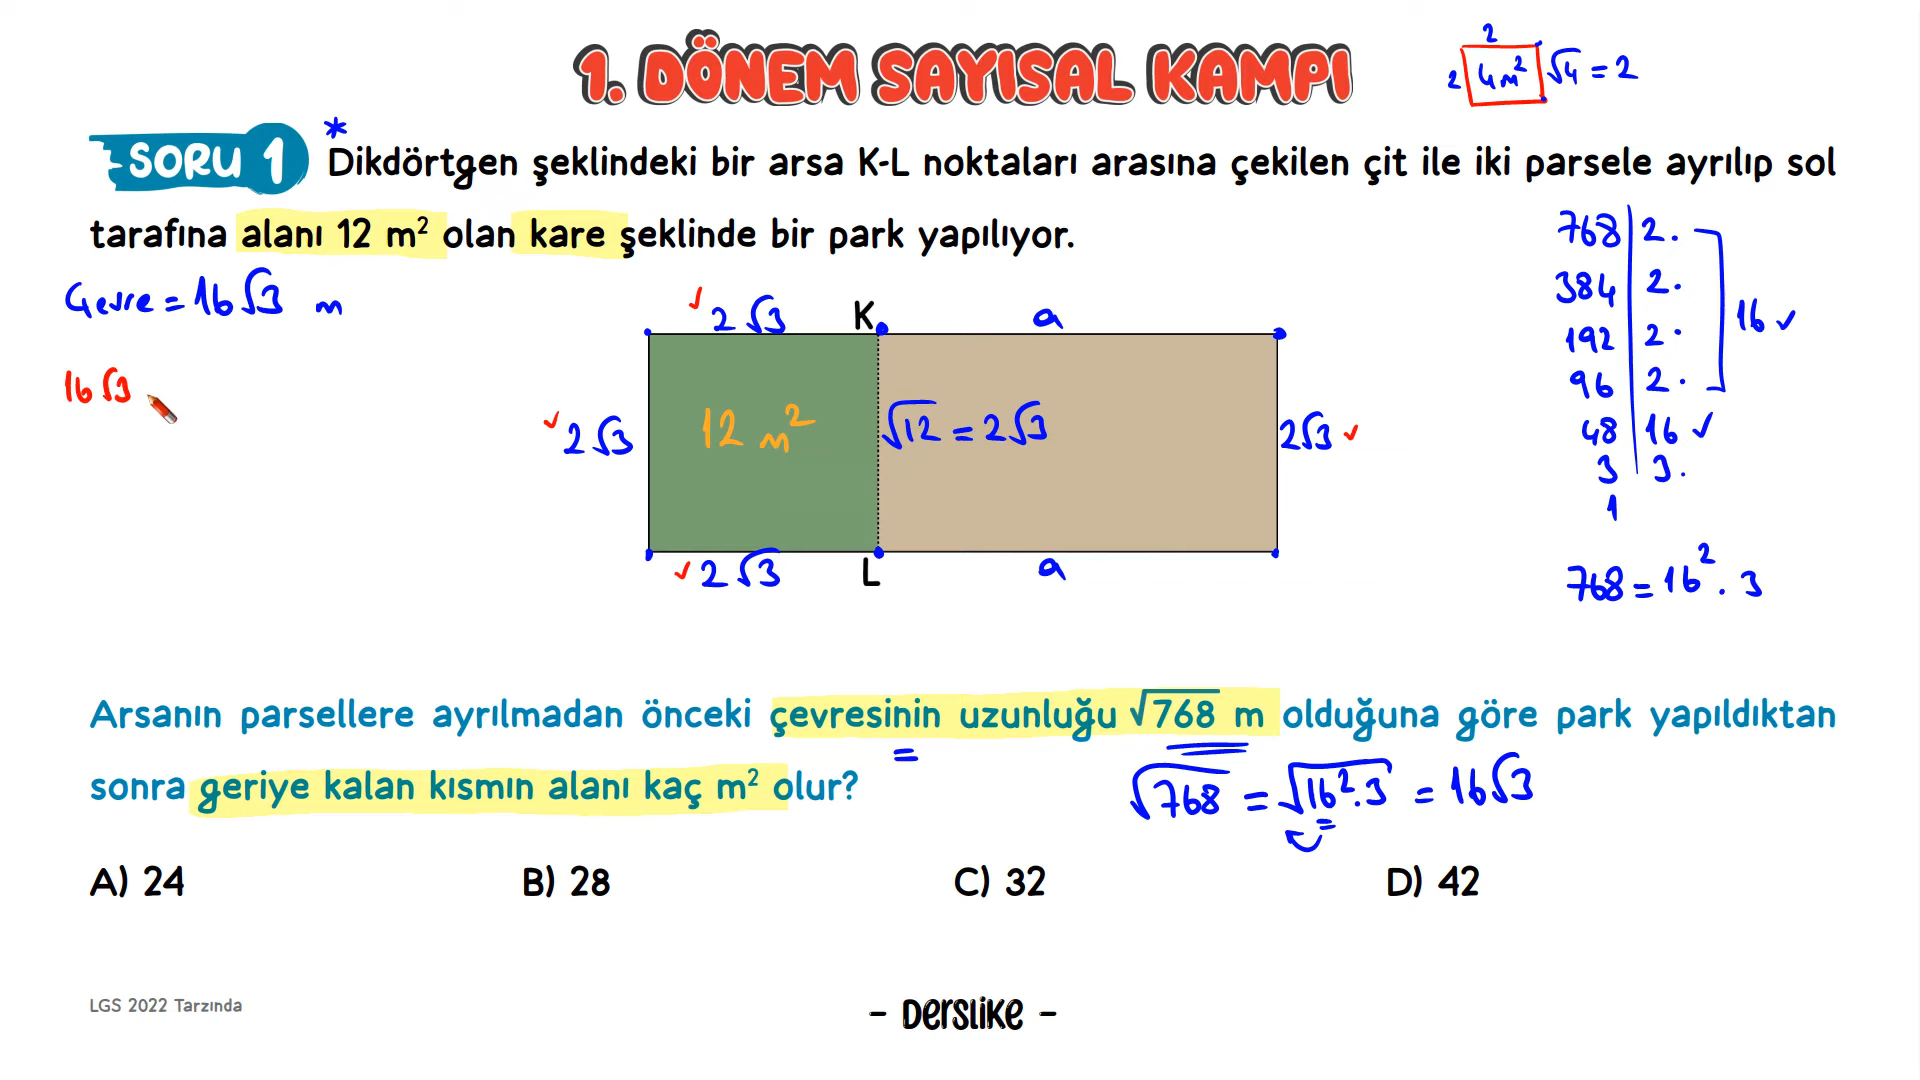 1. DÖNEM SAYISAL KAMPI
2
2 4m² √4 = 2
*
SORU 1 Dikdörtgen şeklindeki bir arsa K-L noktaları arasına çekilen çit ile iki parsele ayrılıp sol
tarafına alanı 12 m² olan kare şeklinde bir park yapılıyor.
Çevre = 16√3 m
16√3
✓ 2√3 K a
✓ 2√3 12 m² √12 = 2√3 2√3 ✓
✓ 2√3 L a
768 2.
384 2.
192 2. 16 ✓
96 2.
48 16 ✓
3 3.
1
768 = 16² . 3
Arsanın parsellere ayrılmadan önceki çevresinin uzunluğu √768 m olduğuna göre park yapıldıktan
sonra geriye kalan kısmın alanı kaç m² olur?
√768 = √16².3 = 16√3
A) 24 B) 28 C) 32 D) 42
LGS 2022 Tarzında
- DERSLİKE -